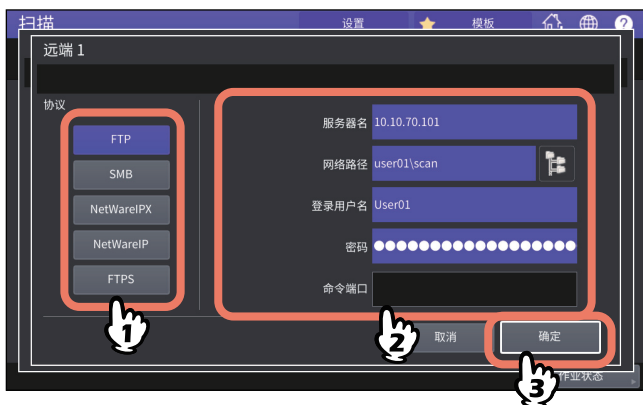 扫描
设置
模板
远端 1
协议
FTP
SMB
NetWareIPX
NetWareIP
FTPS
服务器名 10.10.70.101
网络路径 user01\scan
登录用户名 User01
密码 ●●●●●●●●●●●●●●●●●●
命令端口
取消
确定
作业状态
1
2
3